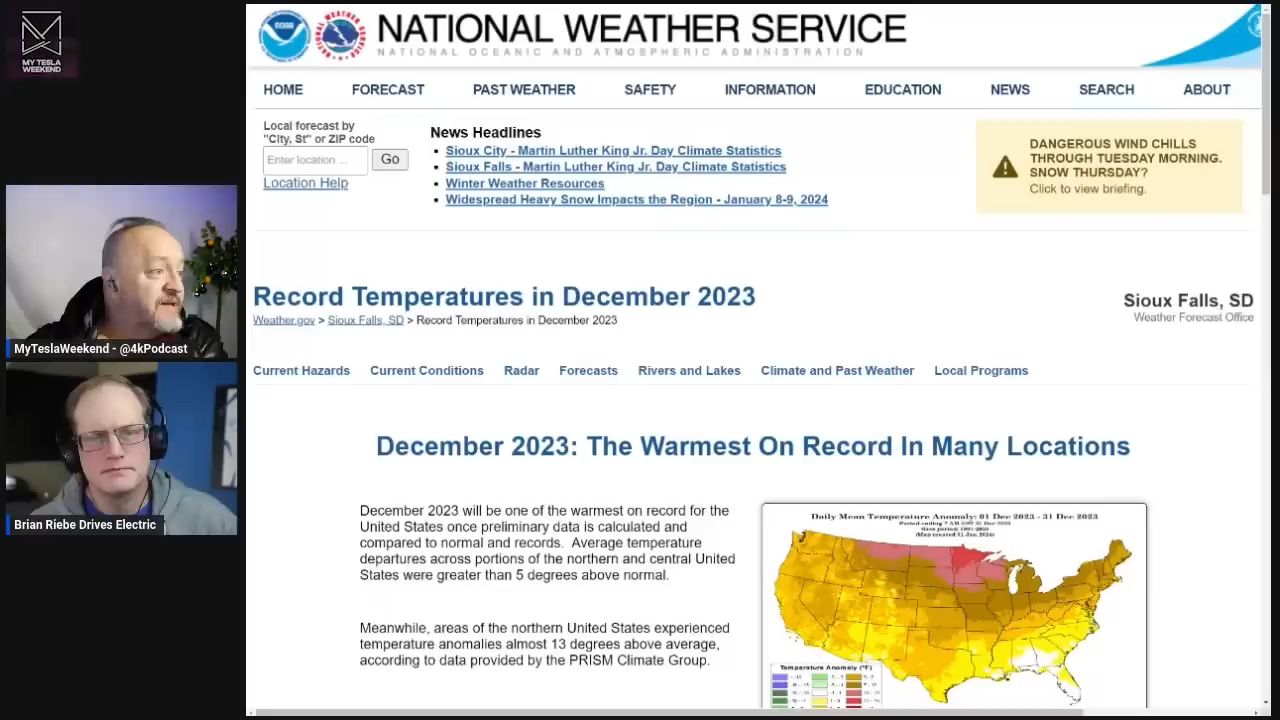 MY TESLA
WEEKEND
NATIONAL WEATHER SERVICE
NATIONAL OCEANIC AND ATMOSPHERIC ADMINISTRATION
HOME FORECAST PAST WEATHER SAFETY INFORMATION EDUCATION NEWS SEARCH ABOUT
Local forecast by
"City, St" or ZIP code
Enter location ...
Go
Location Help
News Headlines
Sioux City - Martin Luther King Jr. Day Climate Statistics
Sioux Falls - Martin Luther King Jr. Day Climate Statistics
Winter Weather Resources
Widespread Heavy Snow Impacts the Region - January 8-9, 2024
DANGEROUS WIND CHILLS
THROUGH TUESDAY MORNING.
SNOW THURSDAY?
Click to view briefing.
Record Temperatures in December 2023
Weather.gov > Sioux Falls, SD > Record Temperatures in December 2023
Sioux Falls, SD
Weather Forecast Office
Current Hazards Current Conditions Radar Forecasts Rivers and Lakes Climate and Past Weather Local Programs
December 2023: The Warmest On Record In Many Locations
December 2023 will be one of the warmest on record for the
United States once preliminary data is calculated and
compared to normal and records. Average temperature
departures across portions of the northern and central United
States were greater than 5 degrees above normal.
Meanwhile, areas of the northern United States experienced
temperature anomalies almost 13 degrees above average,
according to data provided by the PRISM Climate Group.
Daily Mean Temperature Anomaly: 01 Dec 2023 - 31 Dec 2023
Temperature Anomaly (°F)
MyTeslaWeekend - @4kPodcast
Brian Riebe Drives Electric